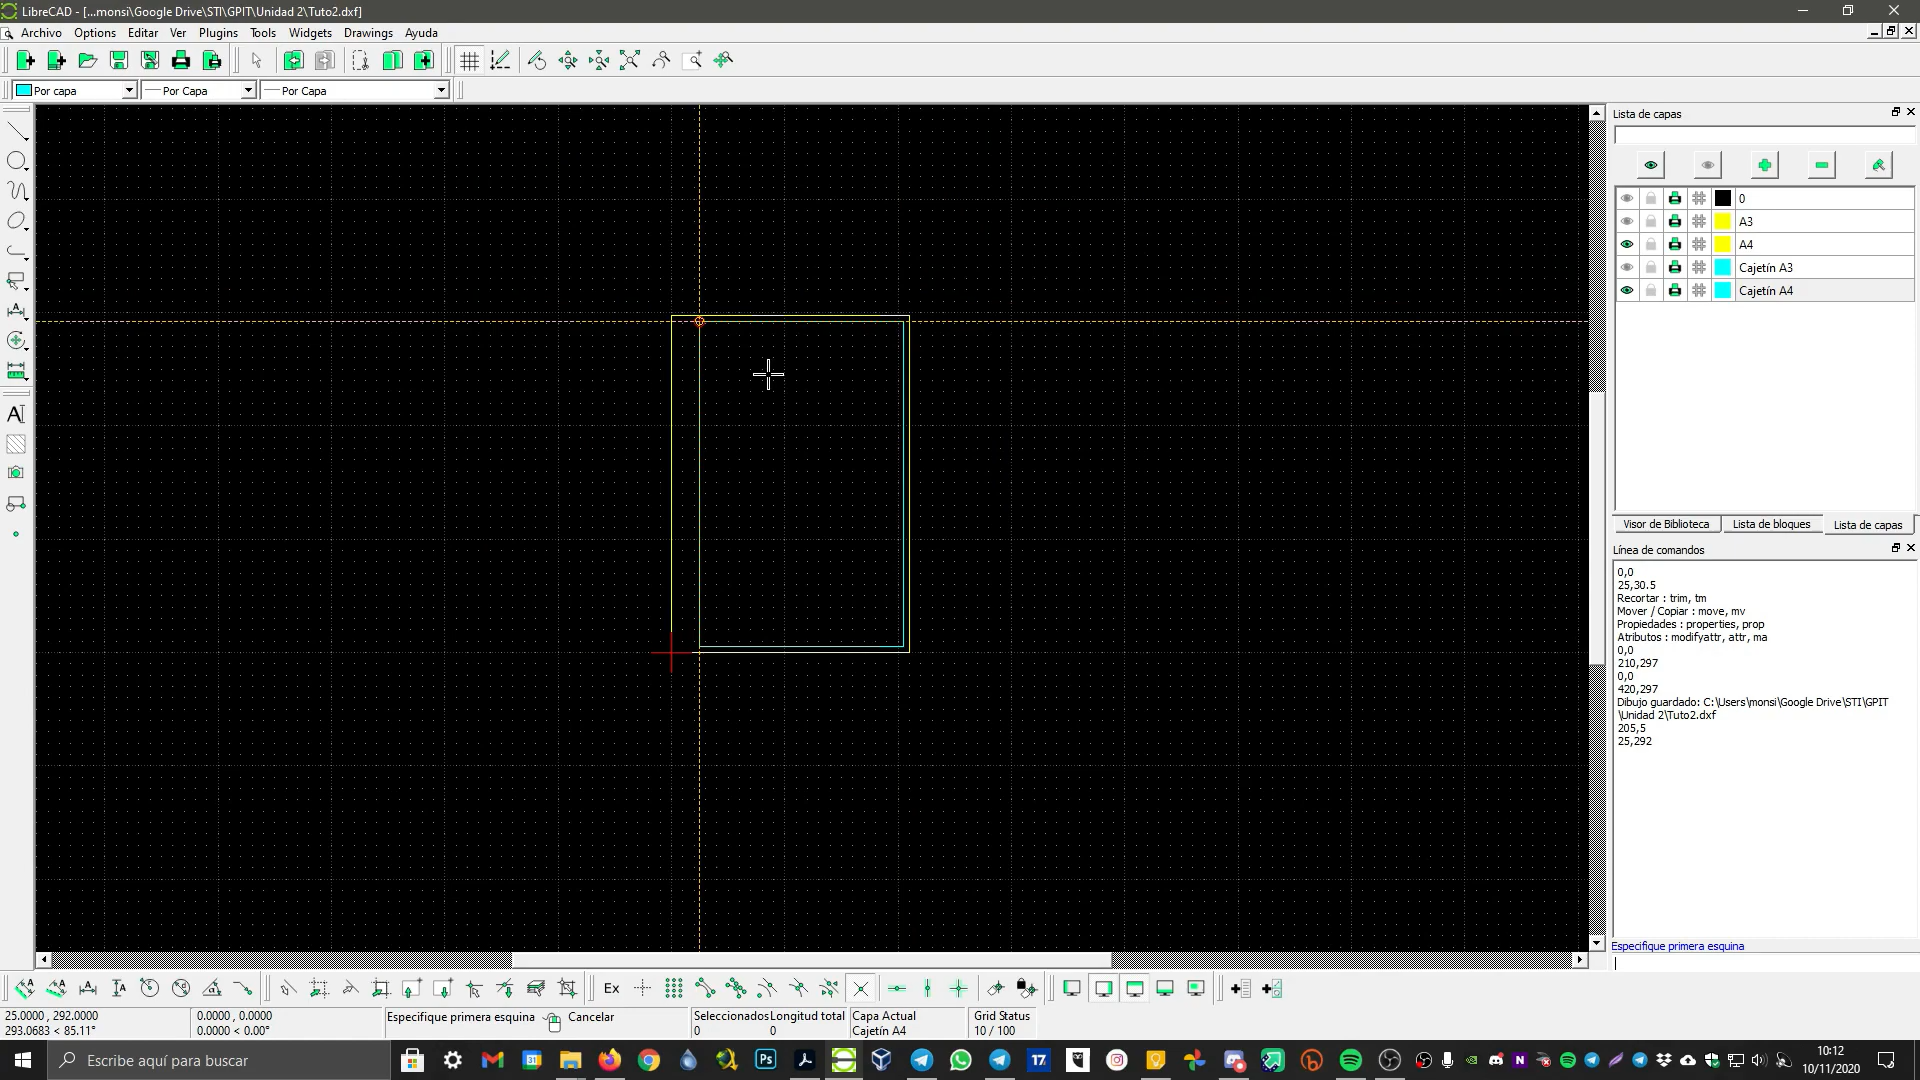 LibreCAD - [...monsi\Google Drive\STI\GPIT\Unidad 2\Tuto2.dxf]
Archivo Options Editar Ver Plugins Tools Widgets Drawings Ayuda
Por capa Por Capa Por Capa
Lista de capas
0
A3
A4
Cajetín A3
Cajetín A4
Visor de Biblioteca Lista de bloques Lista de capas
Línea de comandos
0,0
25,30.5
Recortar : trim, tm
Mover / Copiar : move, mv
Propiedades : properties, prop
Atributos : modifyattr, attr, ma
0,0
210,297
0,0
420,297
Dibujo guardado: C:\Users\monsi\Google Drive\STI\GPIT
\Unidad 2\Tuto2.dxf
205,5
25,292
Especifique primera esquina
A
Ex
25.0000 , 292.0000 0.0000 , 0.0000 Especifique primera esquina Cancelar Seleccionados Longitud total Capa Actual Grid Status
293.0683 < 85.11° 0.0000 < 0.00° 0 0 Cajetín A4 10 / 100
Escribe aquí para buscar 31 Ps 17 N 10:12
10/11/2020